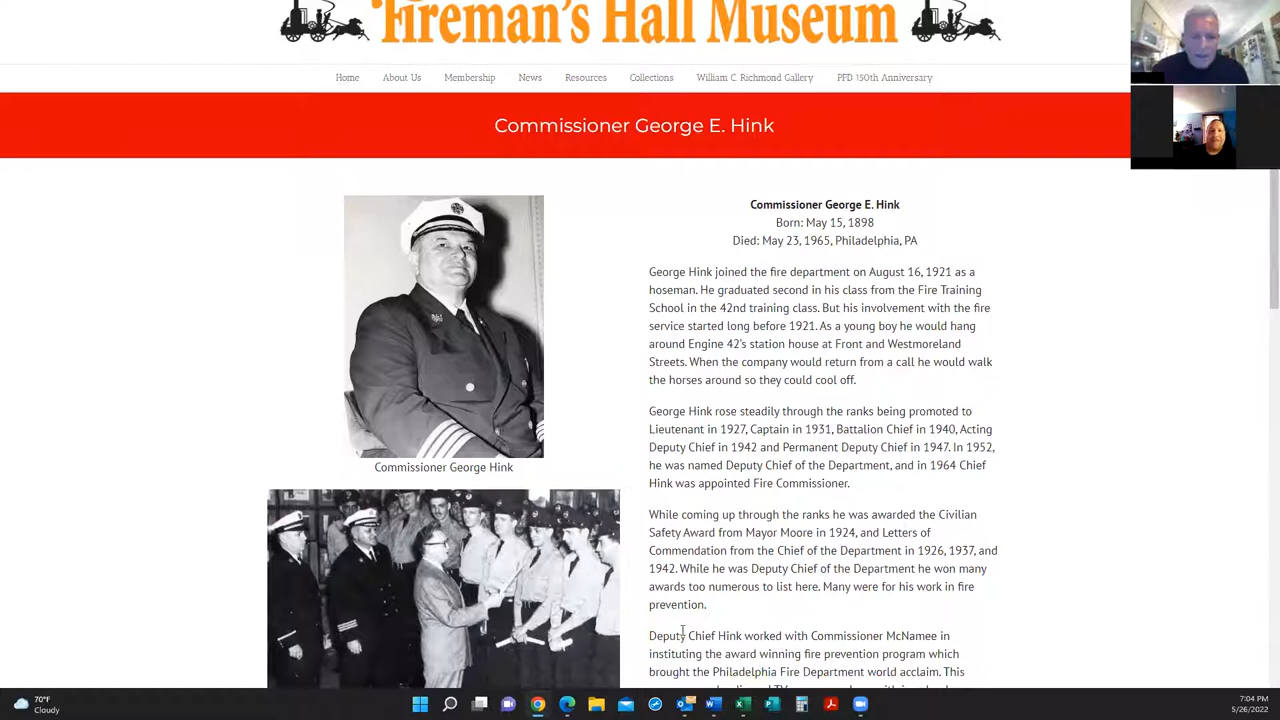 Fireman's Hall Museum
Home About Us Membership News Resources Collections William C. Richmond Gallery PFD 150th Anniversary
Commissioner George E. Hink
Commissioner George Hink
Commissioner George E. Hink
Born: May 15, 1898
Died: May 23, 1965, Philadelphia, PA
George Hink joined the fire department on August 16, 1921 as a
hoseman. He graduated second in his class from the Fire Training
School in the 42nd training class. But his involvement with the fire
service started long before 1921. As a young boy he would hang
around Engine 42's station house at Front and Westmoreland
Streets. When the company would return from a call he would walk
the horses around so they could cool off.
George Hink rose steadily through the ranks being promoted to
Lieutenant in 1927, Captain in 1931, Battalion Chief in 1940, Acting
Deputy Chief in 1942 and Permanent Deputy Chief in 1947. In 1952,
he was named Deputy Chief of the Department, and in 1964 Chief
Hink was appointed Fire Commissioner.
While coming up through the ranks he was awarded the Civilian
Safety Award from Mayor Moore in 1924, and Letters of
Commendation from the Chief of the Department in 1926, 1937, and
1942. While he was Deputy Chief of the Department he won many
awards too numerous to list here. Many were for his work in fire
prevention.
Deputy Chief Hink worked with Commissioner McNamee in
instituting the award winning fire prevention program which
brought the Philadelphia Fire Department world acclaim. This
70°F
Cloudy
7:04 PM
5/26/2022